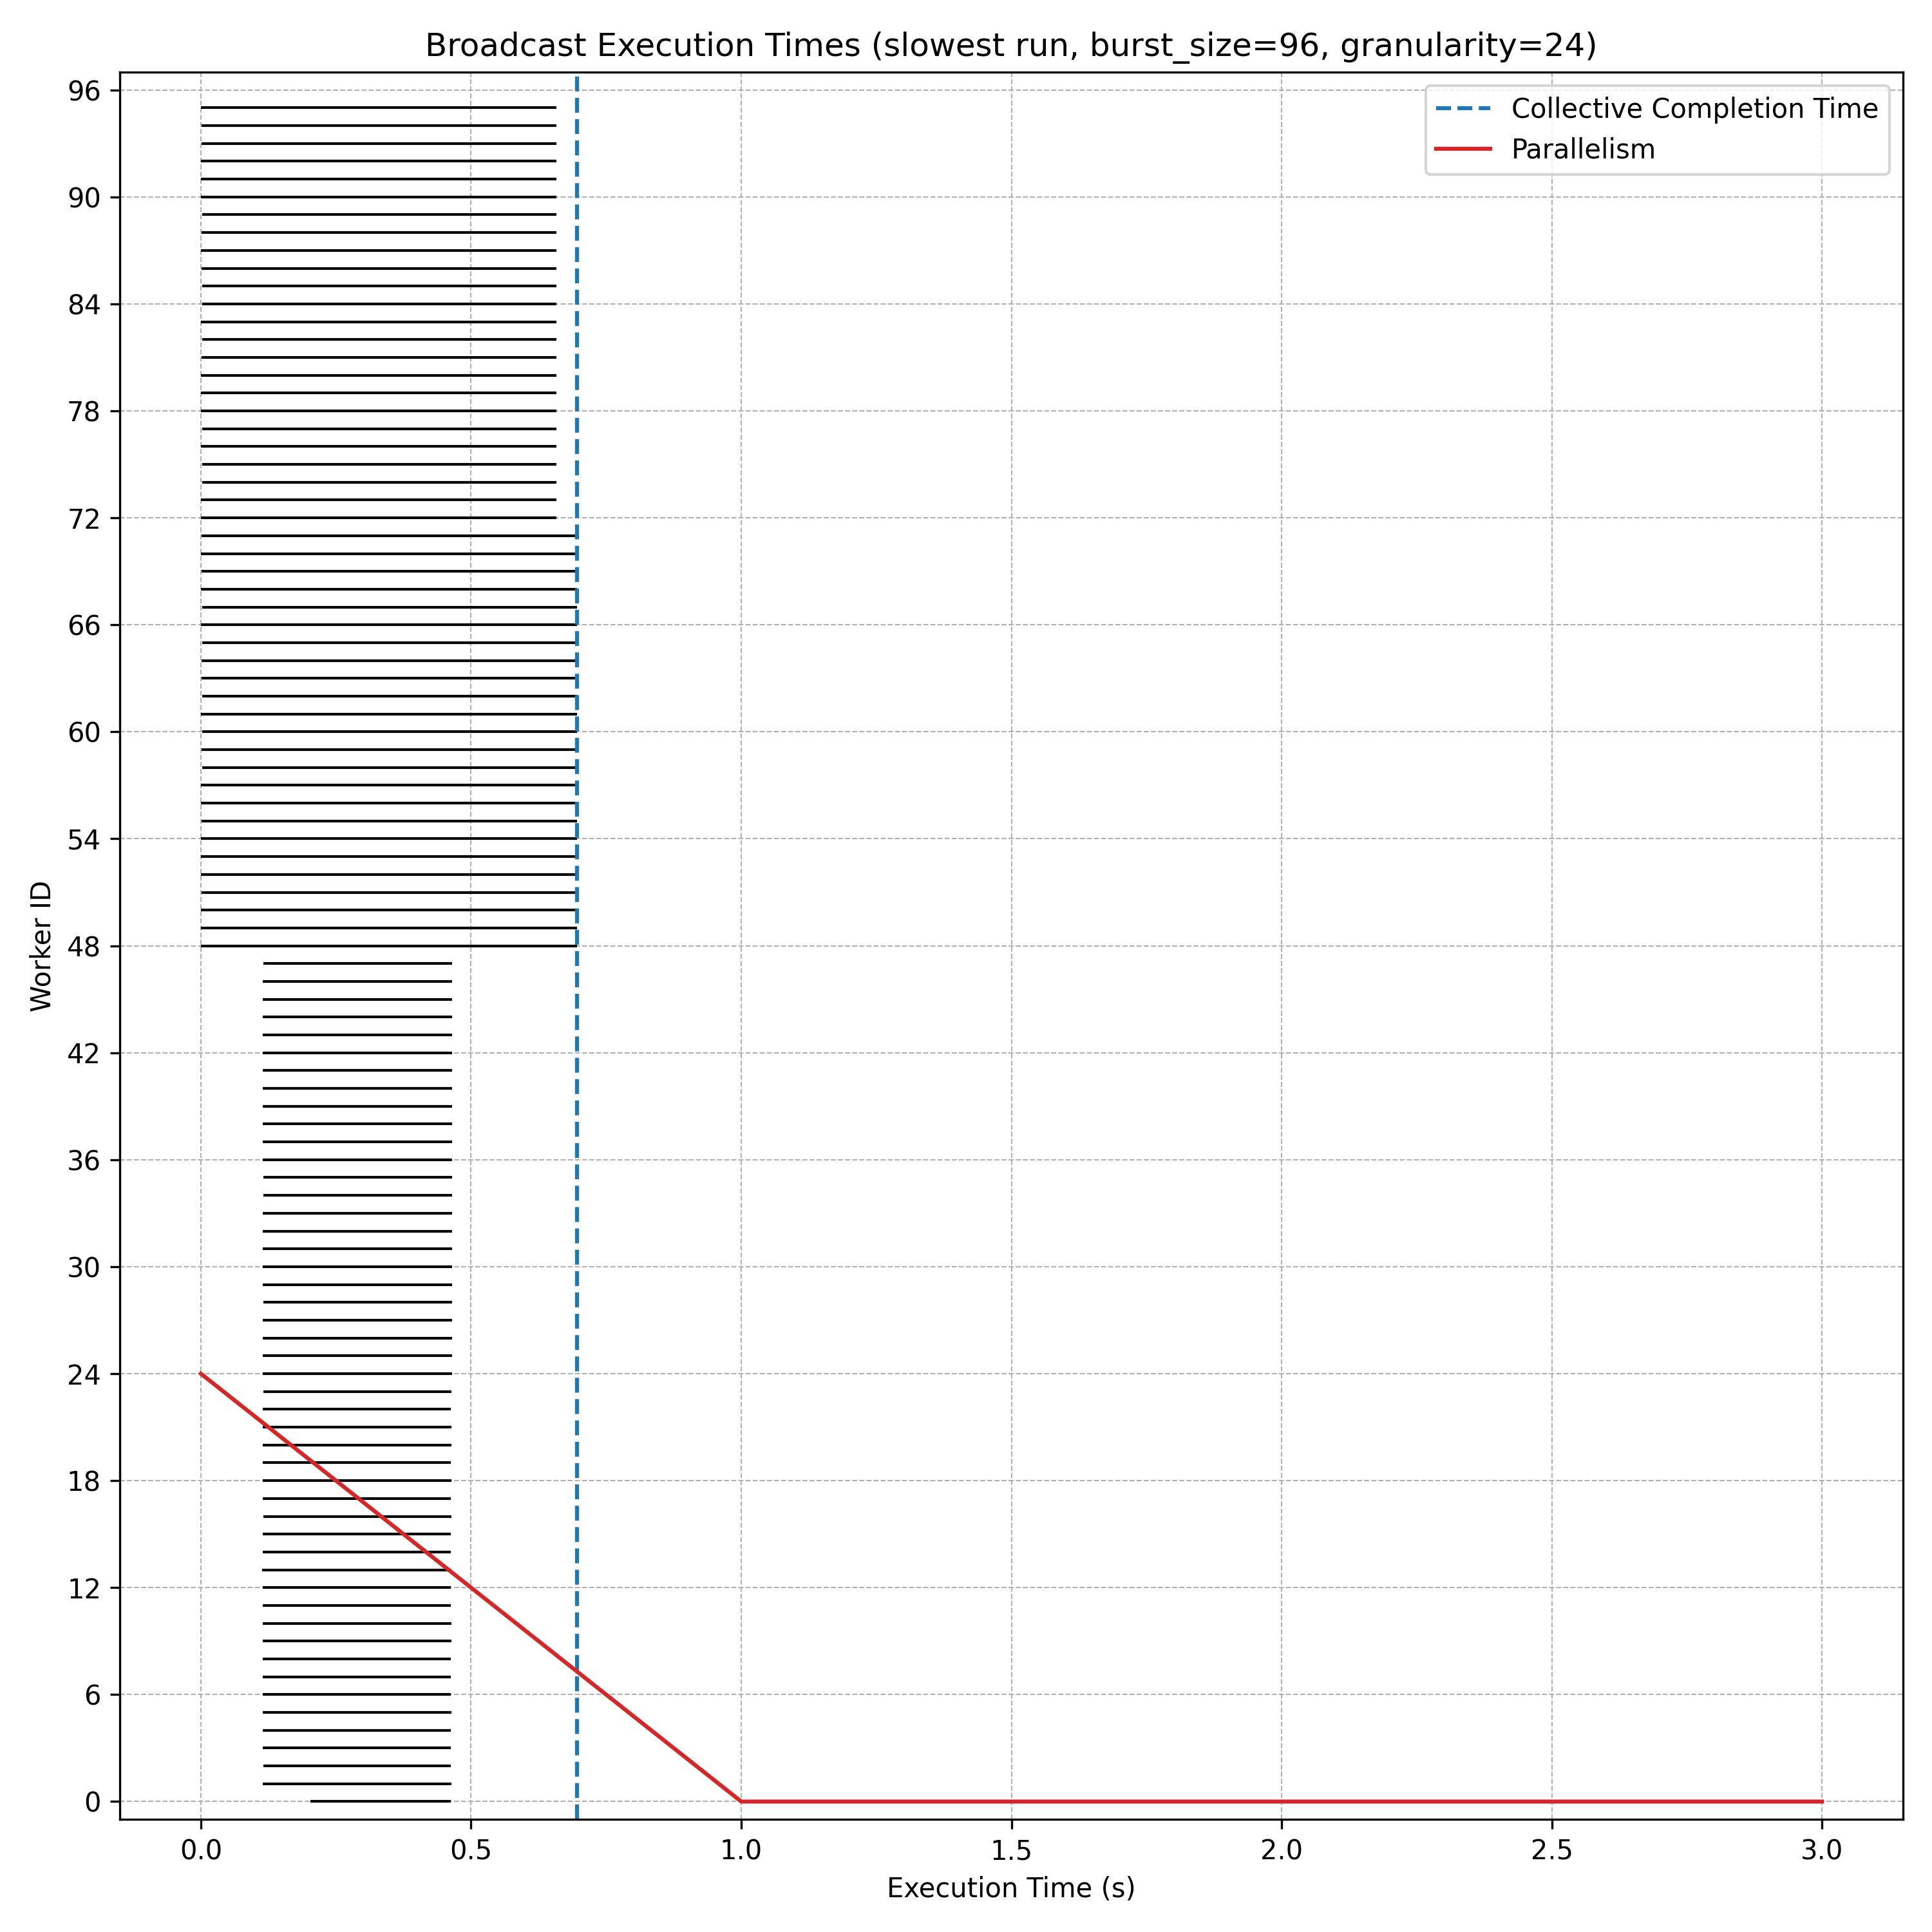 Broadcast Execution Times (slowest run, burst_size=96, granularity=24)
Collective Completion Time
Parallelism
Worker ID
96
90
84
78
72
66
60
54
48
42
36
30
24
18
12
6
0
0.0 0.5 1.0 1.5 2.0 2.5 3.0
Execution Time (s)